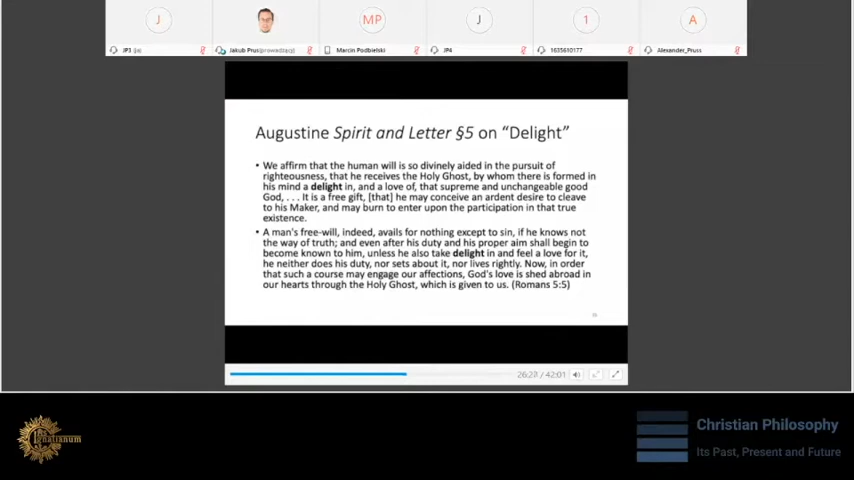 J
MP
J
1
A
JP3 (ja)
Jakub Prus(prowadzący)
Marcin Podbielski
JP4
1635610177
Alexander_Pruss
Augustine Spirit and Letter §5 on “Delight”
• We affirm that the human will is so divinely aided in the pursuit of
righteousness, that he receives the Holy Ghost, by whom there is formed in
his mind a delight in, and a love of, that supreme and unchangeable good
God, . . . It is a free gift, [that] he may conceive an ardent desire to cleave
to his Maker, and may burn to enter upon the participation in that true
existence.
• A man's free-will, indeed, avails for nothing except to sin, if he knows not
the way of truth; and even after his duty and his proper aim shall begin to
become known to him, unless he also take delight in and feel a love for it,
he neither does his duty, nor sets about it, nor lives rightly. Now, in order
that such a course may engage our affections, God's love is shed abroad in
our hearts through the Holy Ghost, which is given to us. (Romans 5:5)
26:27 / 42:01
Ignatianum
Christian Philosophy
Its Past, Present and Future